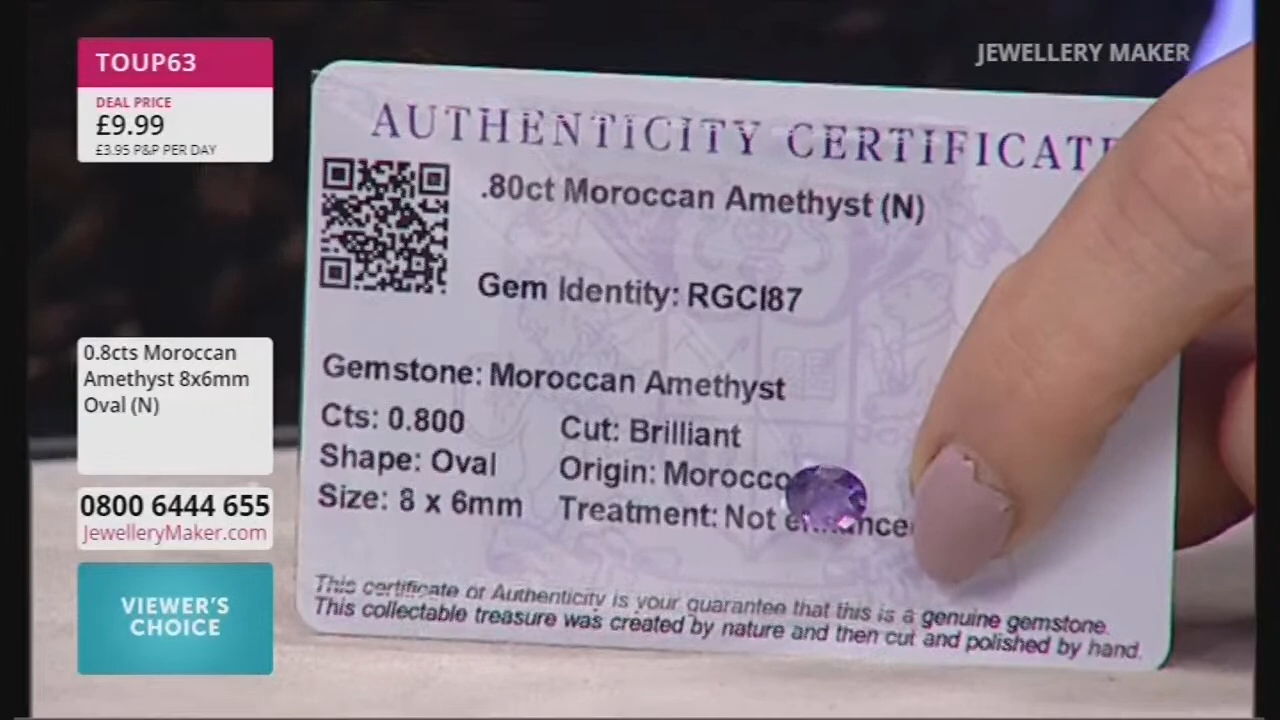 TOUP63
DEAL PRICE
£9.99
£3.95 P&P PER DAY
0.8cts Moroccan
Amethyst 8x6mm
Oval (N)
0800 6444 655
JewelleryMaker.com
VIEWER'S
CHOICE
JEWELLERY MAKER
AUTHENTICITY CERTIFICAT
.80ct Moroccan Amethyst (N)
Gem Identity: RGCI87
Gemstone: Moroccan Amethyst
Cts: 0.800 Cut: Brilliant
Shape: Oval Origin: Morocco
Size: 8 x 6mm Treatment: Not
This certificate or Authenticity is your guarantee that this is a genuine gemstone.
This collectable treasure was created by nature and then cut and polished by hand.